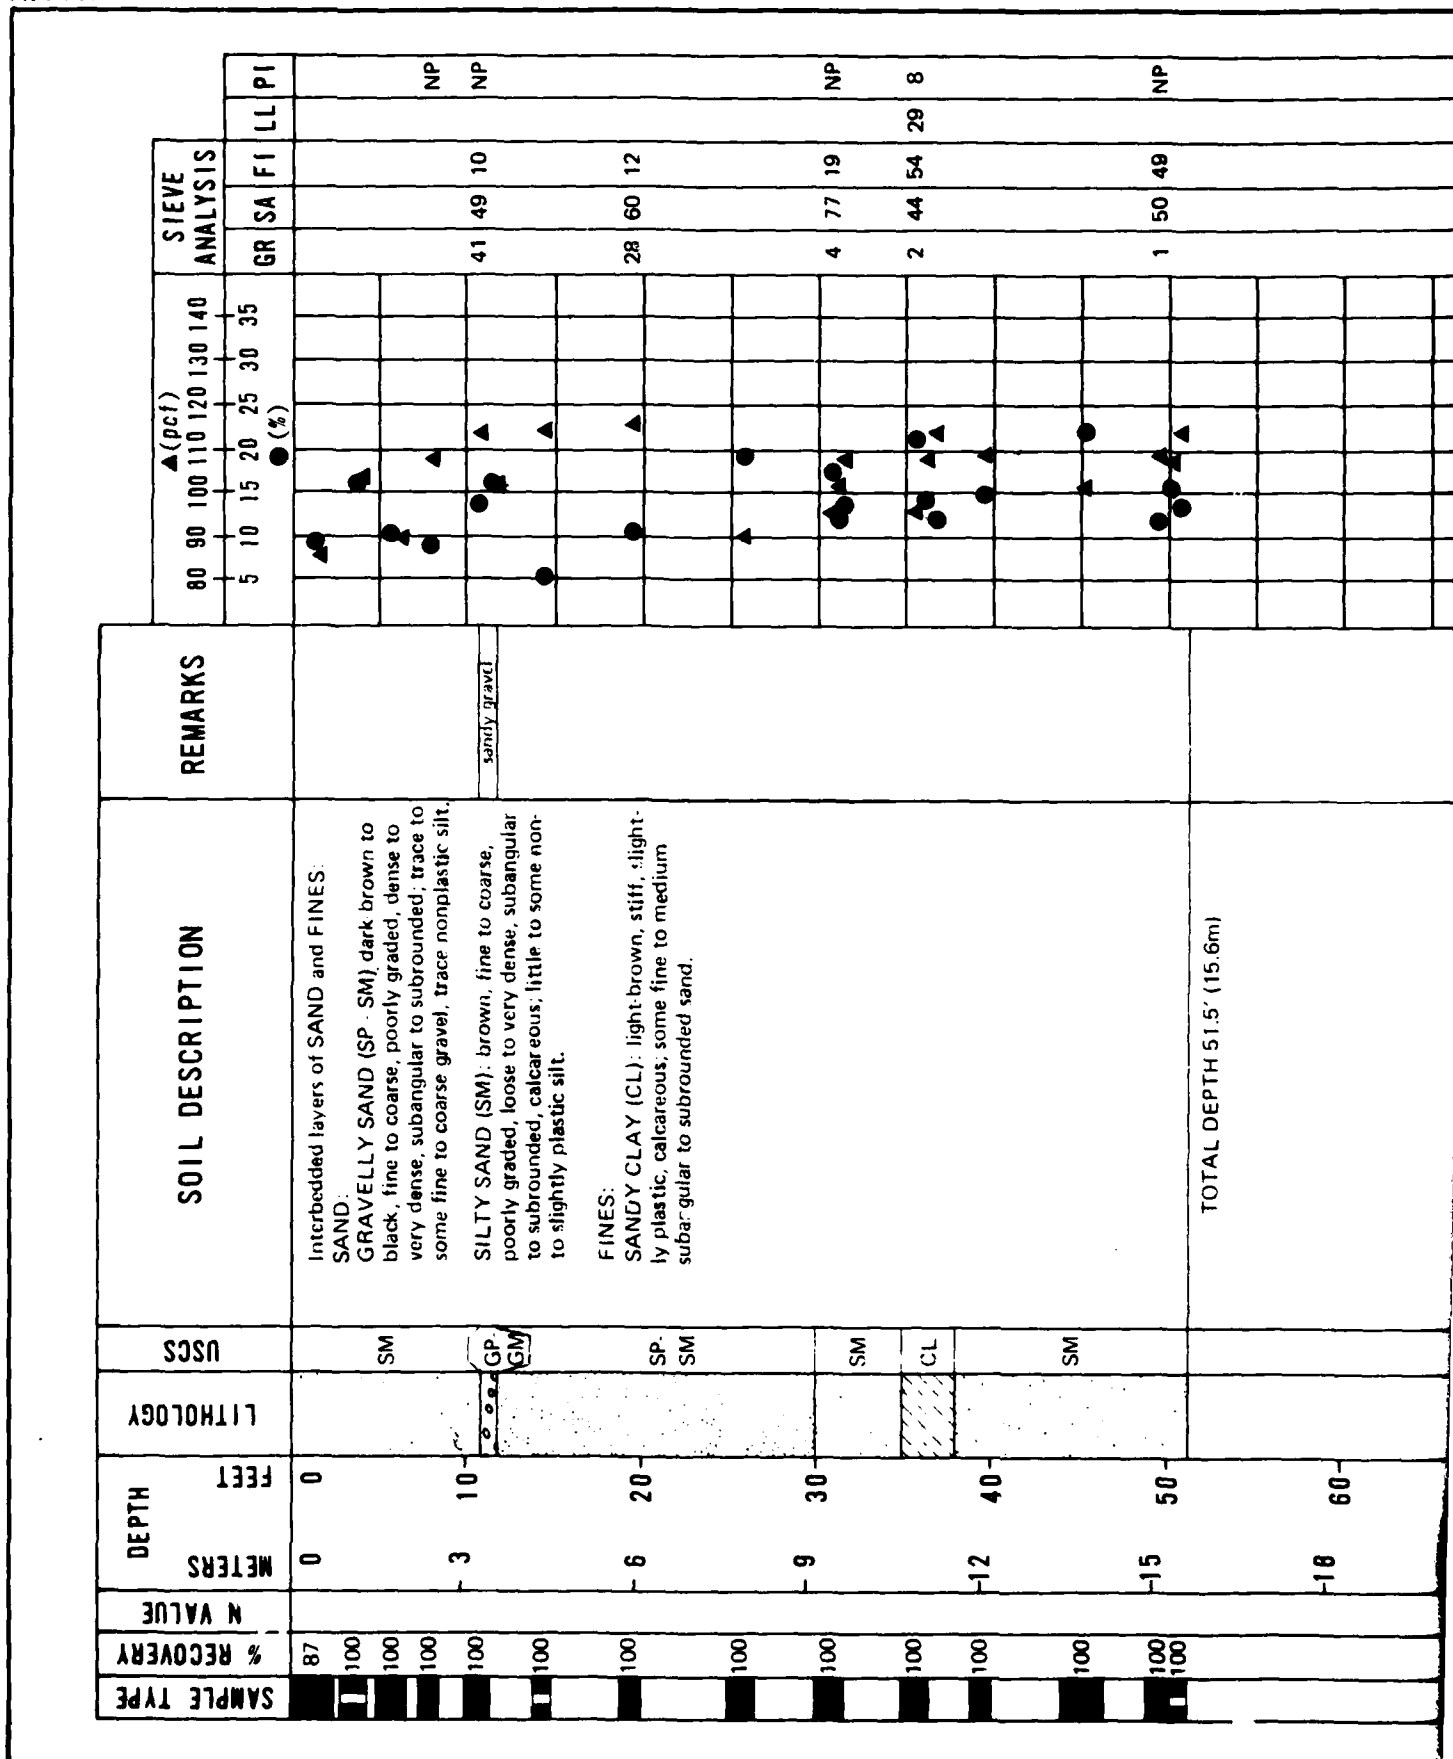 SAMPLE TYPE
% RECOVERY
N VALUE
DEPTH
METERS
FEET
LITHOLOGY
USCS
SOIL DESCRIPTION
REMARKS
▲(pcf)
80 90 100 110 120 130 140
5 10 15 20 25 30 35
●(%)
SIEVE
ANALYSIS
GR SA FI LL PI
87
100
100
100
100
100
100
100
100
100
100
100
100
100
0
3
6
9
12
15
18
0
10
20
30
40
50
60
SM
GP-
GM
SP-
SM
SM
CL
SM
Interbedded layers of SAND and FINES:
SAND:
GRAVELLY SAND (SP - SM) dark brown to
black, fine to coarse, poorly graded, dense to
very dense, subangular to subrounded; trace to
some fine to coarse gravel, trace nonplastic silt.
SILTY SAND (SM): brown, fine to coarse,
poorly graded, loose to very dense, subangular
to subrounded, calcareous; little to some non-
to slightly plastic silt.
FINES:
SANDY CLAY (CL): light-brown, stiff, slight-
ly plastic, calcareous; some fine to medium
subangular to subrounded sand.
TOTAL DEPTH 51.5' (15.6m)
sandy gravel
NP
41 49 10 NP
28 60 12
4 77 19 NP
2 44 54 29 8
1 50 49 NP